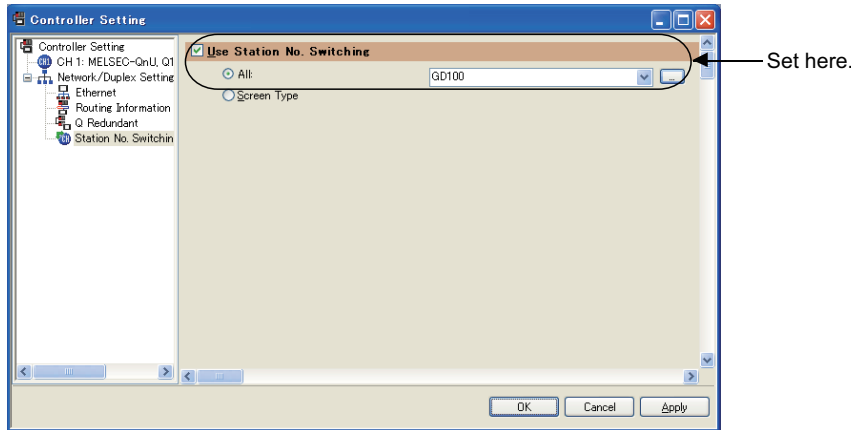 Controller Setting
Controller Setting
CH 1: MELSEC-QnU, Q1
Network/Duplex Setting
Ethernet
Routing Information
Q Redundant
Station No. Switchin
Use Station No. Switching
All: GD100 ...
Screen Type
Set here.
OK Cancel Apply